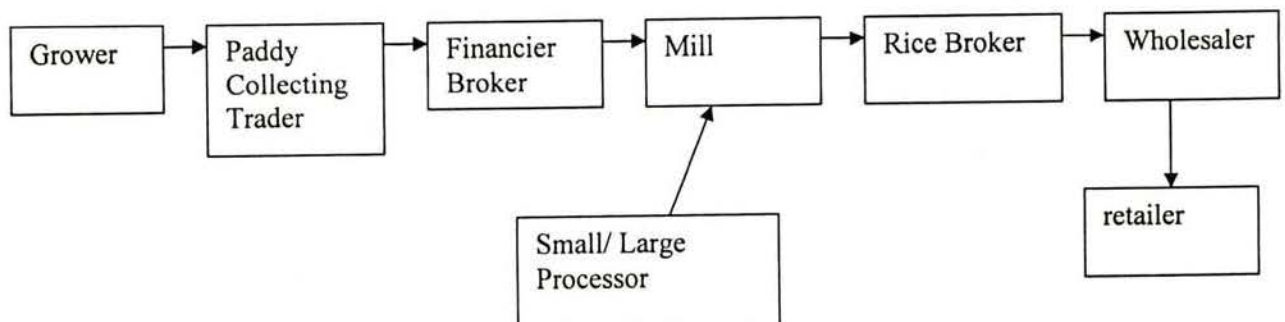 Grower
Paddy
Collecting
Trader
Financier
Broker
Mill
Rice Broker
Wholesaler
retailer
Small/ Large
Processor